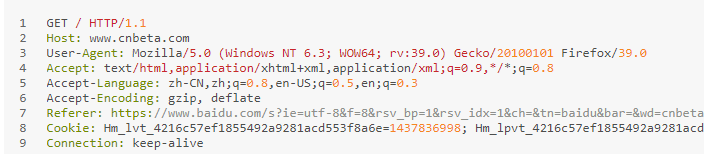 1 GET / HTTP/1.1
2 Host: www.cnbeta.com
3 User-Agent: Mozilla/5.0 (Windows NT 6.3; WOW64; rv:39.0) Gecko/20100101 Firefox/39.0
4 Accept: text/html,application/xhtml+xml,application/xml;q=0.9,*/*;q=0.8
5 Accept-Language: zh-CN,zh;q=0.8,en-US;q=0.5,en;q=0.3
6 Accept-Encoding: gzip, deflate
7 Referer: https://www.baidu.com/s?ie=utf-8&f=8&rsv_bp=1&rsv_idx=1&ch=&tn=baidu&bar=&wd=cnbeta
8 Cookie: Hm_lvt_4216c57ef1855492a9281acd553f8a6e=1437836998; Hm_lpvt_4216c57ef1855492a9281acd
9 Connection: keep-alive